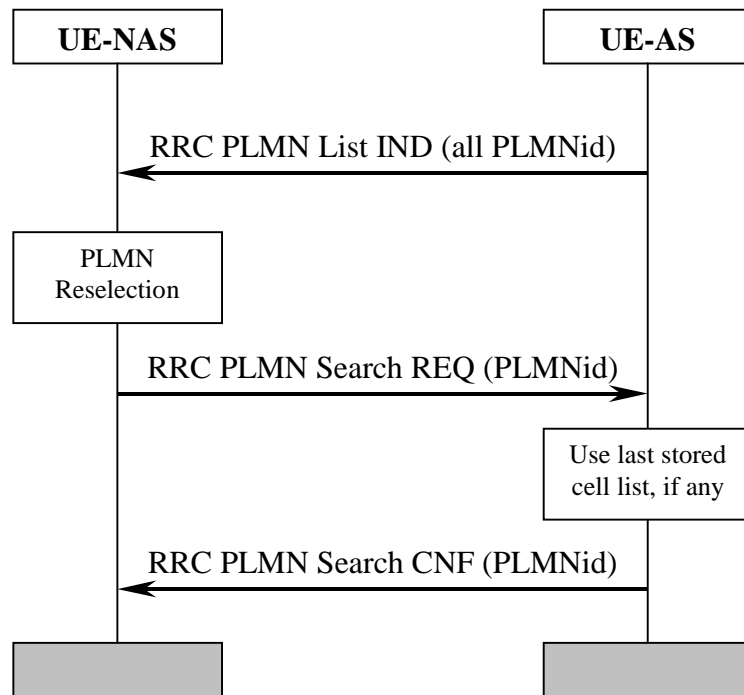 UE-NAS
UE-AS
RRC PLMN List IND (all PLMNid)
PLMN
Reselection
RRC PLMN Search REQ (PLMNid)
Use last stored
cell list, if any
RRC PLMN Search CNF (PLMNid)